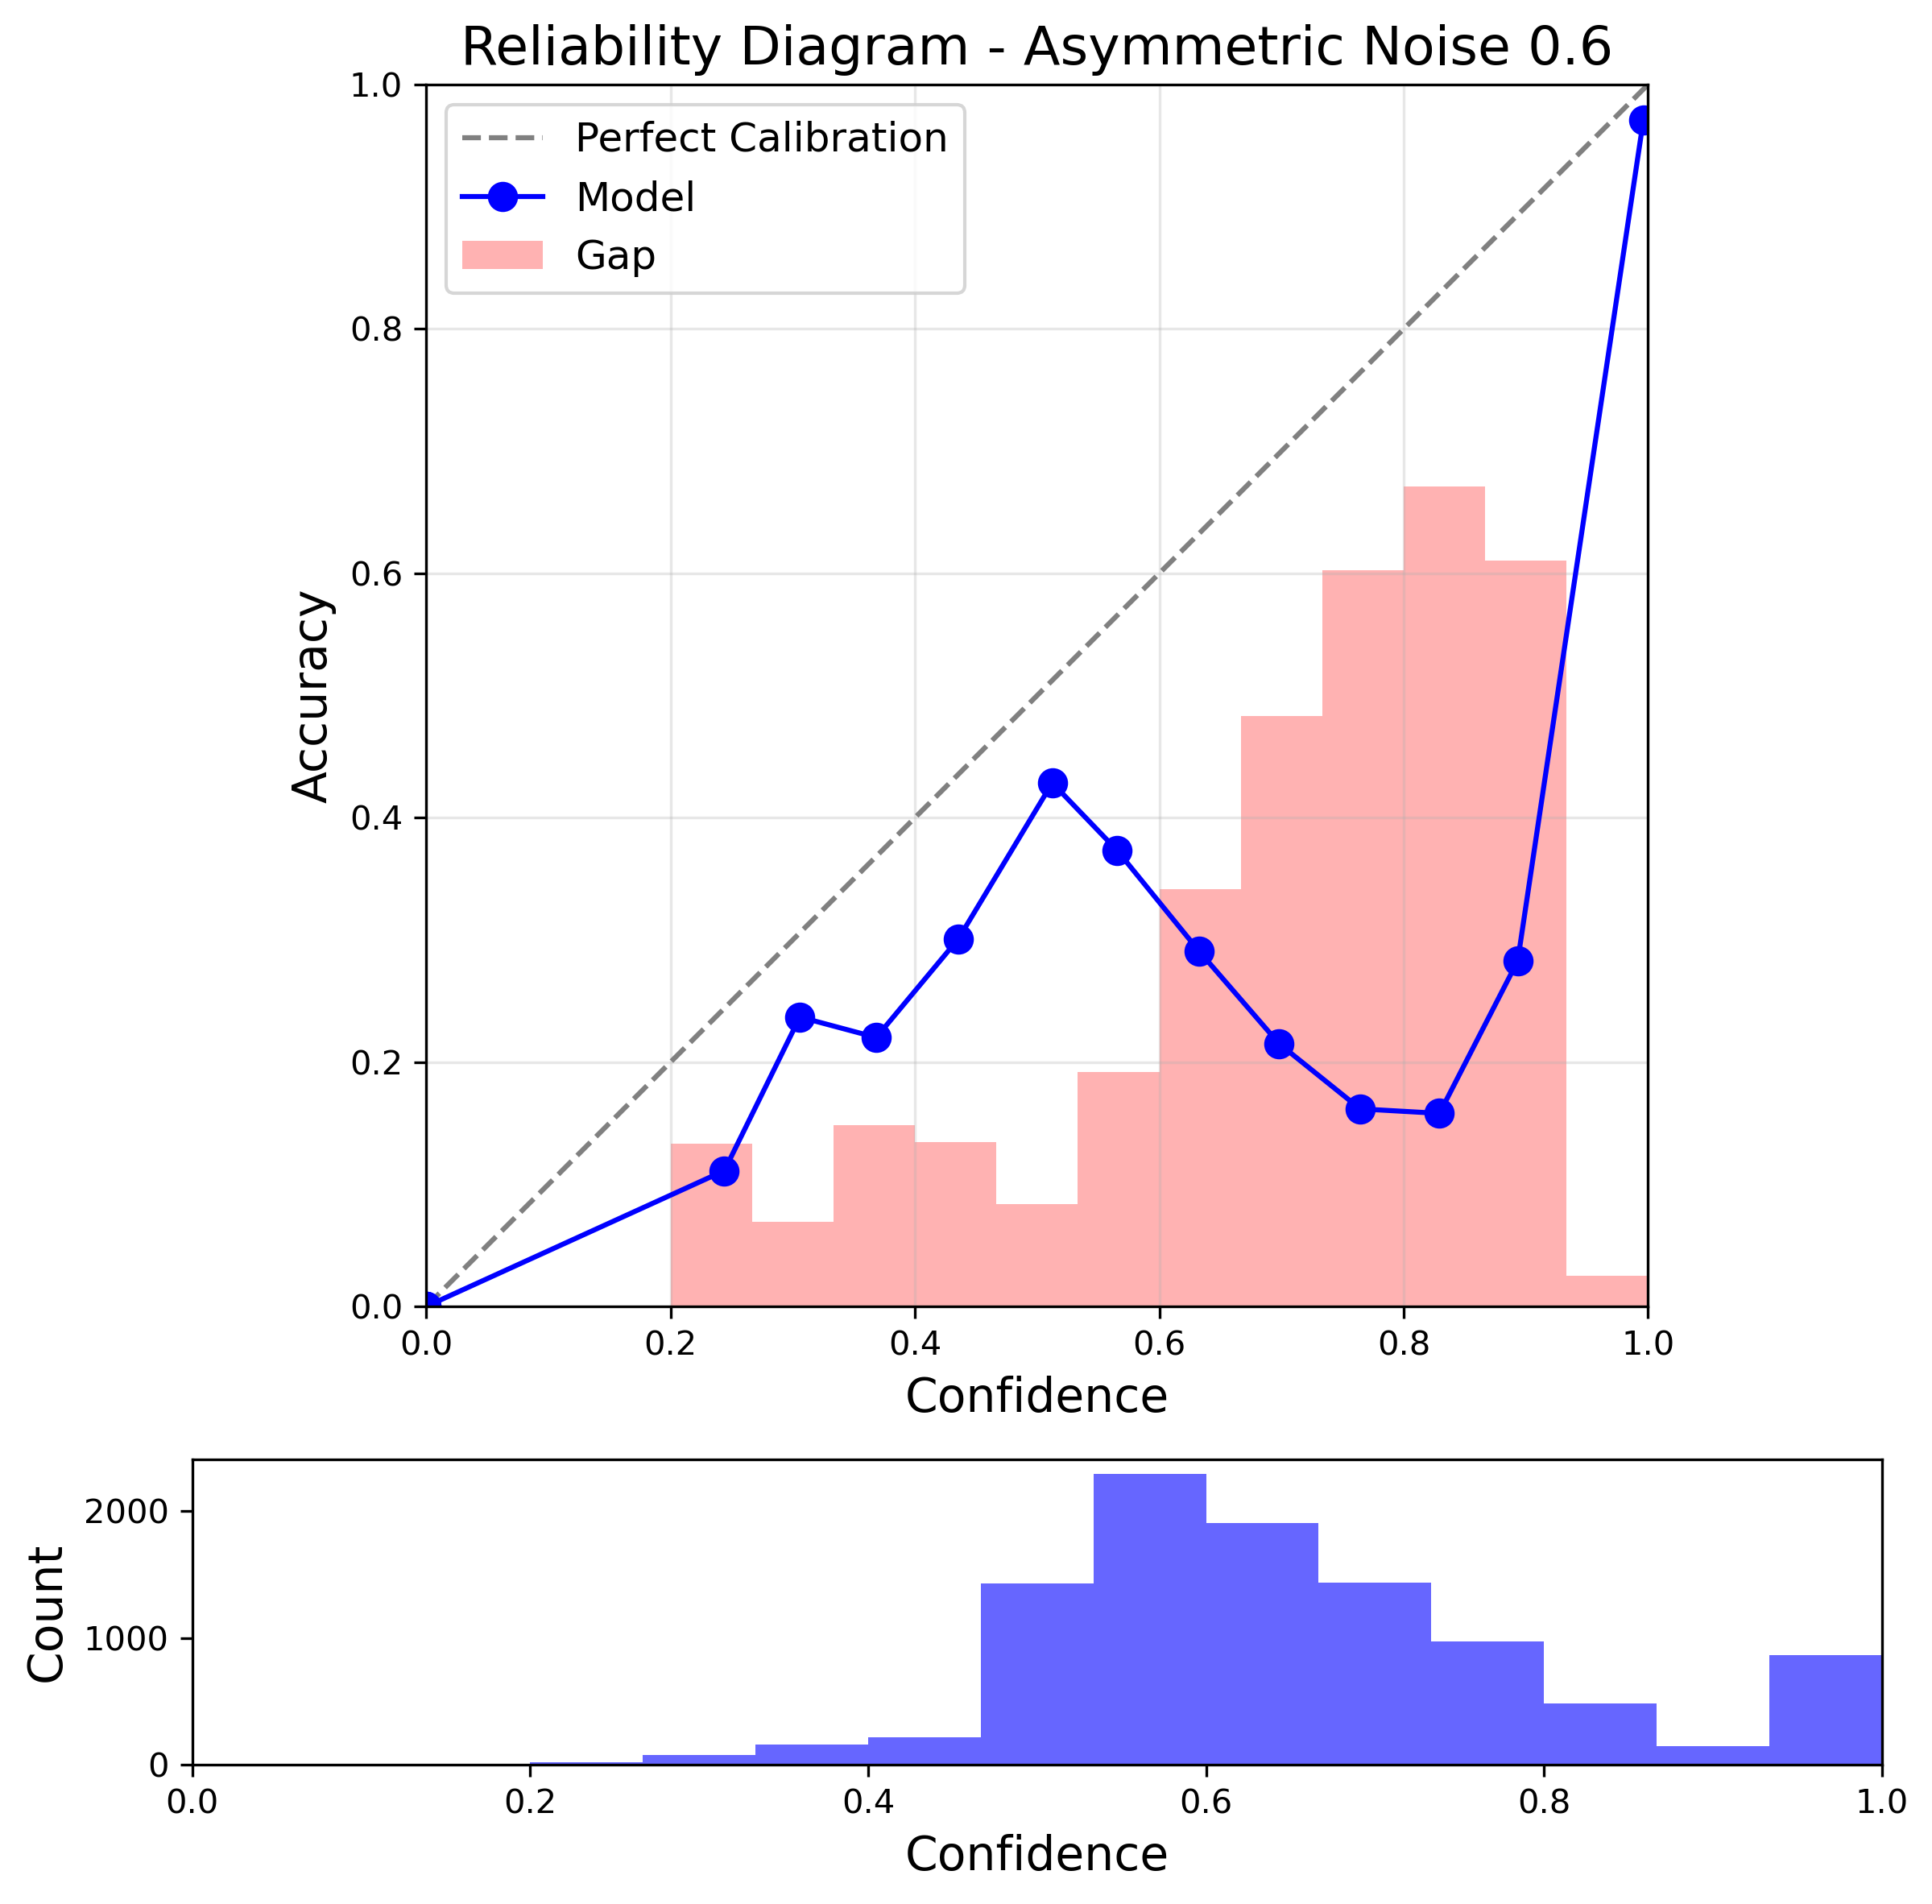 Reliability Diagram - Asymmetric Noise 0.6
1.0
Perfect Calibration
Model
Gap
0.8
0.6
Accuracy
0.4
0.2
0.0
0.0 0.2 0.4 0.6 0.8 1.0
Confidence
2000
Count
1000
0
0.0 0.2 0.4 0.6 0.8 1.0
Confidence